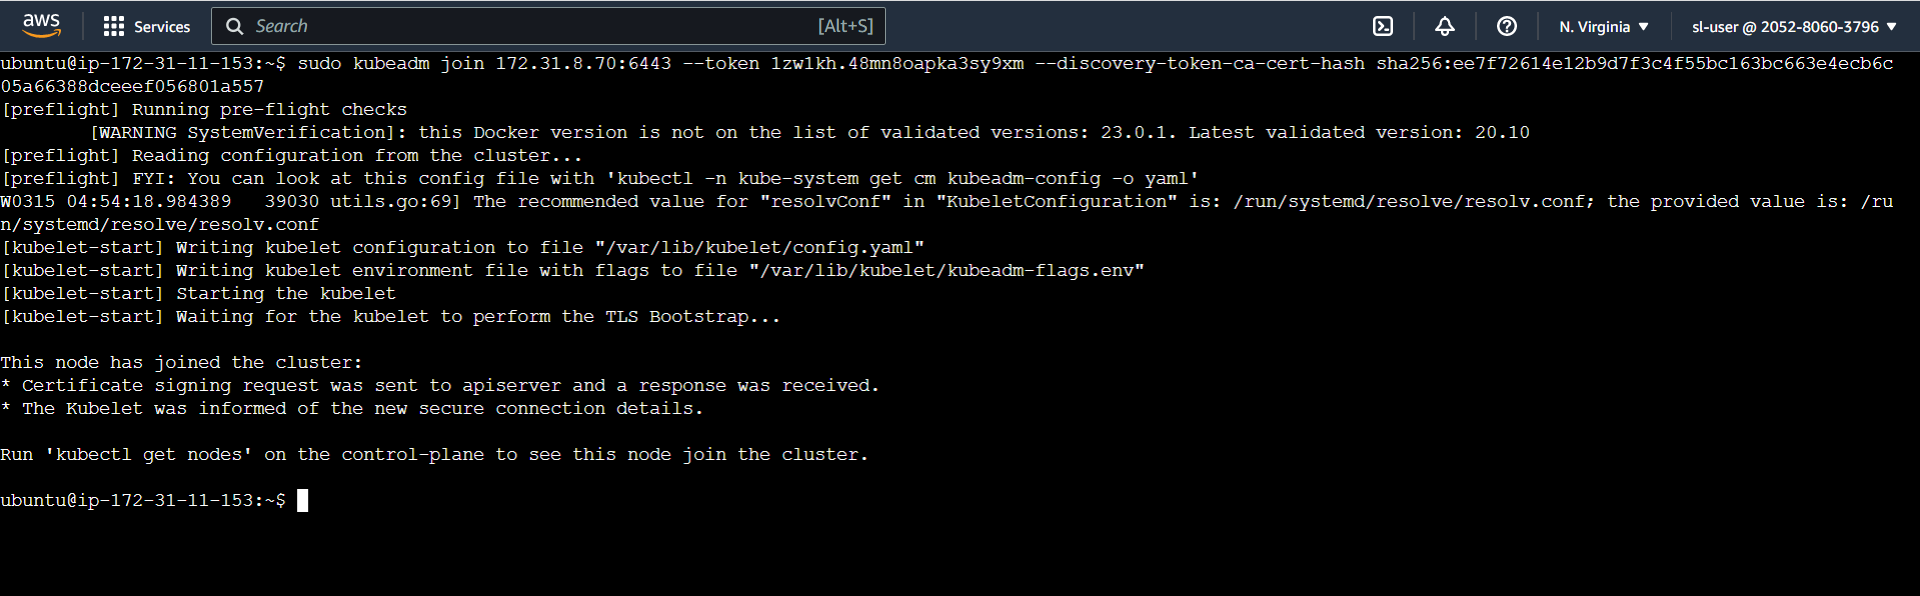 aws
Services
Search
[Alt+S]
N. Virginia
sl-user @ 2052-8060-3796
ubuntu@ip-172-31-11-153:~$ sudo kubeadm join 172.31.8.70:6443 --token 1zw1kh.48mn8oapka3sy9xm --discovery-token-ca-cert-hash sha256:ee7f72614e12b9d7f3c4f55bc163bc663e4ecb6c
05a66388dceeef056801a557
[preflight] Running pre-flight checks
[WARNING SystemVerification]: this Docker version is not on the list of validated versions: 23.0.1. Latest validated version: 20.10
[preflight] Reading configuration from the cluster...
[preflight] FYI: You can look at this config file with 'kubectl -n kube-system get cm kubeadm-config -o yaml'
W0315 04:54:18.984389   39030 utils.go:69] The recommended value for "resolvConf" in "KubeletConfiguration" is: /run/systemd/resolve/resolv.conf; the provided value is: /ru
n/systemd/resolve/resolv.conf
[kubelet-start] Writing kubelet configuration to file "/var/lib/kubelet/config.yaml"
[kubelet-start] Writing kubelet environment file with flags to file "/var/lib/kubelet/kubeadm-flags.env"
[kubelet-start] Starting the kubelet
[kubelet-start] Waiting for the kubelet to perform the TLS Bootstrap...
This node has joined the cluster:
* Certificate signing request was sent to apiserver and a response was received.
* The Kubelet was informed of the new secure connection details.
Run 'kubectl get nodes' on the control-plane to see this node join the cluster.
ubuntu@ip-172-31-11-153:~$